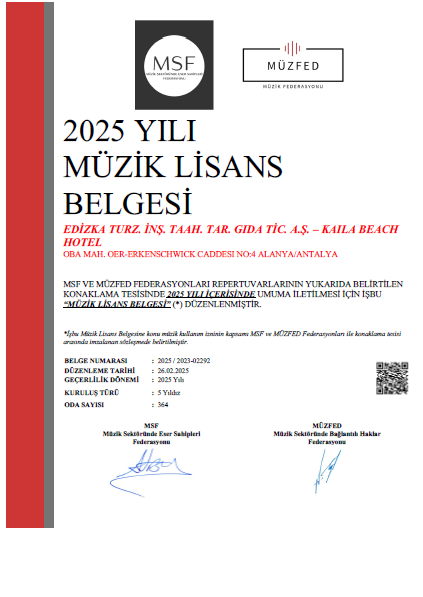 MSF
MÜZİK SEKTÖRÜNDE ESER SAHİPLERİ
FEDERASYONU
MÜZFED
MÜZİK FEDERASYONU
2025 YILI
MÜZİK LİSANS
BELGESİ
EDİZKA TURZ. İNŞ. TAAH. TAR. GIDA TİC. A.Ş. – KAILA BEACH
HOTEL
OBA MAH. OER-ERKENSCHWICK CADDESI NO:4 ALANYA/ANTALYA
MSF VE MÜZFED FEDERASYONLARI REPERTUVARLARININ YUKARIDA BELİRTİLEN
KONAKLAMA TESİSİNDE 2025 YILI İÇERİSİNDE UMUMA İLETİLMESİ İÇİN İŞBU
“MÜZİK LİSANS BELGESİ” (*) DÜZENLENMİŞTİR.
*İşbu Müzik Lisans Belgesine konu müzik kullanım izninin kapsamı MSF ve MÜZFED Federasyonları ile konaklama tesisi
arasında imzalanan sözleşmede belirtilmiştir.
BELGE NUMARASI : 2025 / 2023-02292
DÜZENLEME TARİHİ : 26.02.2025
GEÇERLİLİK DÖNEMİ : 2025 Yılı
KURULUŞ TÜRÜ : 5 Yıldız
ODA SAYISI : 364
MSF
Müzik Sektöründe Eser Sahipleri
Federasyonu
MÜZFED
Müzik Sektöründe Bağlantılı Haklar
Federasyonu